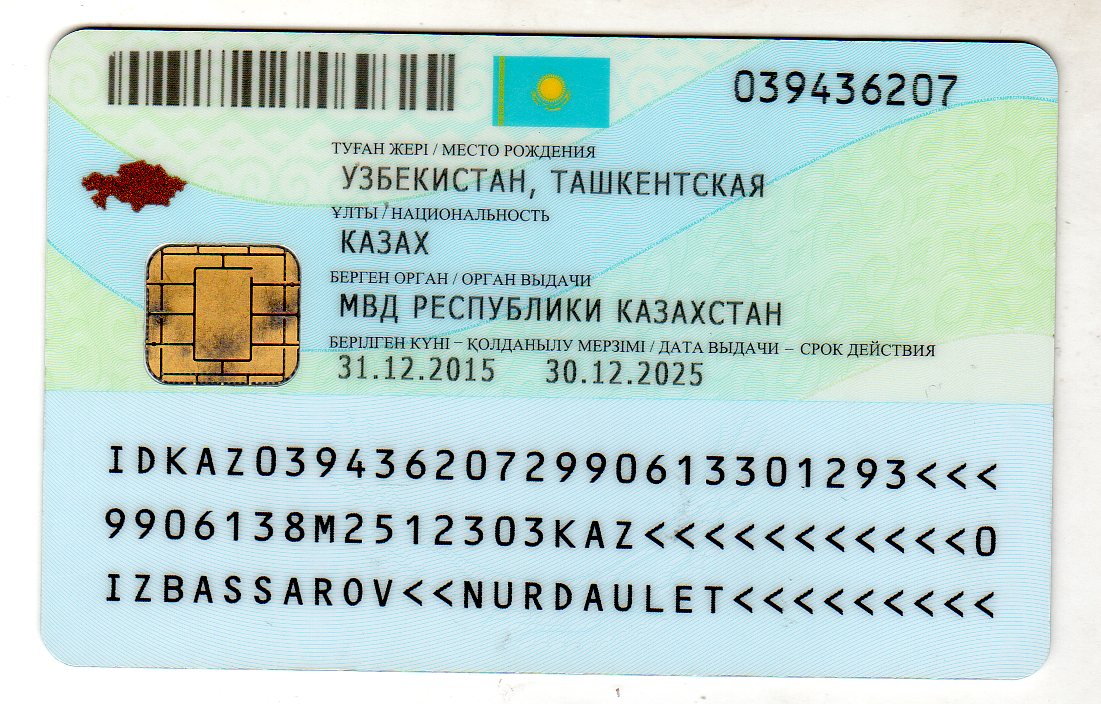 039436207
ТУҒАН ЖЕРІ / МЕСТО РОЖДЕНИЯ
УЗБЕКИСТАН, ТАШКЕНТСКАЯ
ҰЛТЫ / НАЦИОНАЛЬНОСТЬ
КАЗАХ
БЕРГЕН ОРГАН / ОРГАН ВЫДАЧИ
МВД РЕСПУБЛИКИ КАЗАХСТАН
БЕРІЛГЕН КҮНІ – ҚОЛДАНЫЛУ МЕРЗІМІ / ДАТА ВЫДАЧИ – СРОК ДЕЙСТВИЯ
31.12.2015 30.12.2025
IDKAZ0394362072990613301293<<<
9906138M2512303KAZ<<<<<<<<<<<0
IZBASSAROV<<NURDAULET<<<<<<<<<